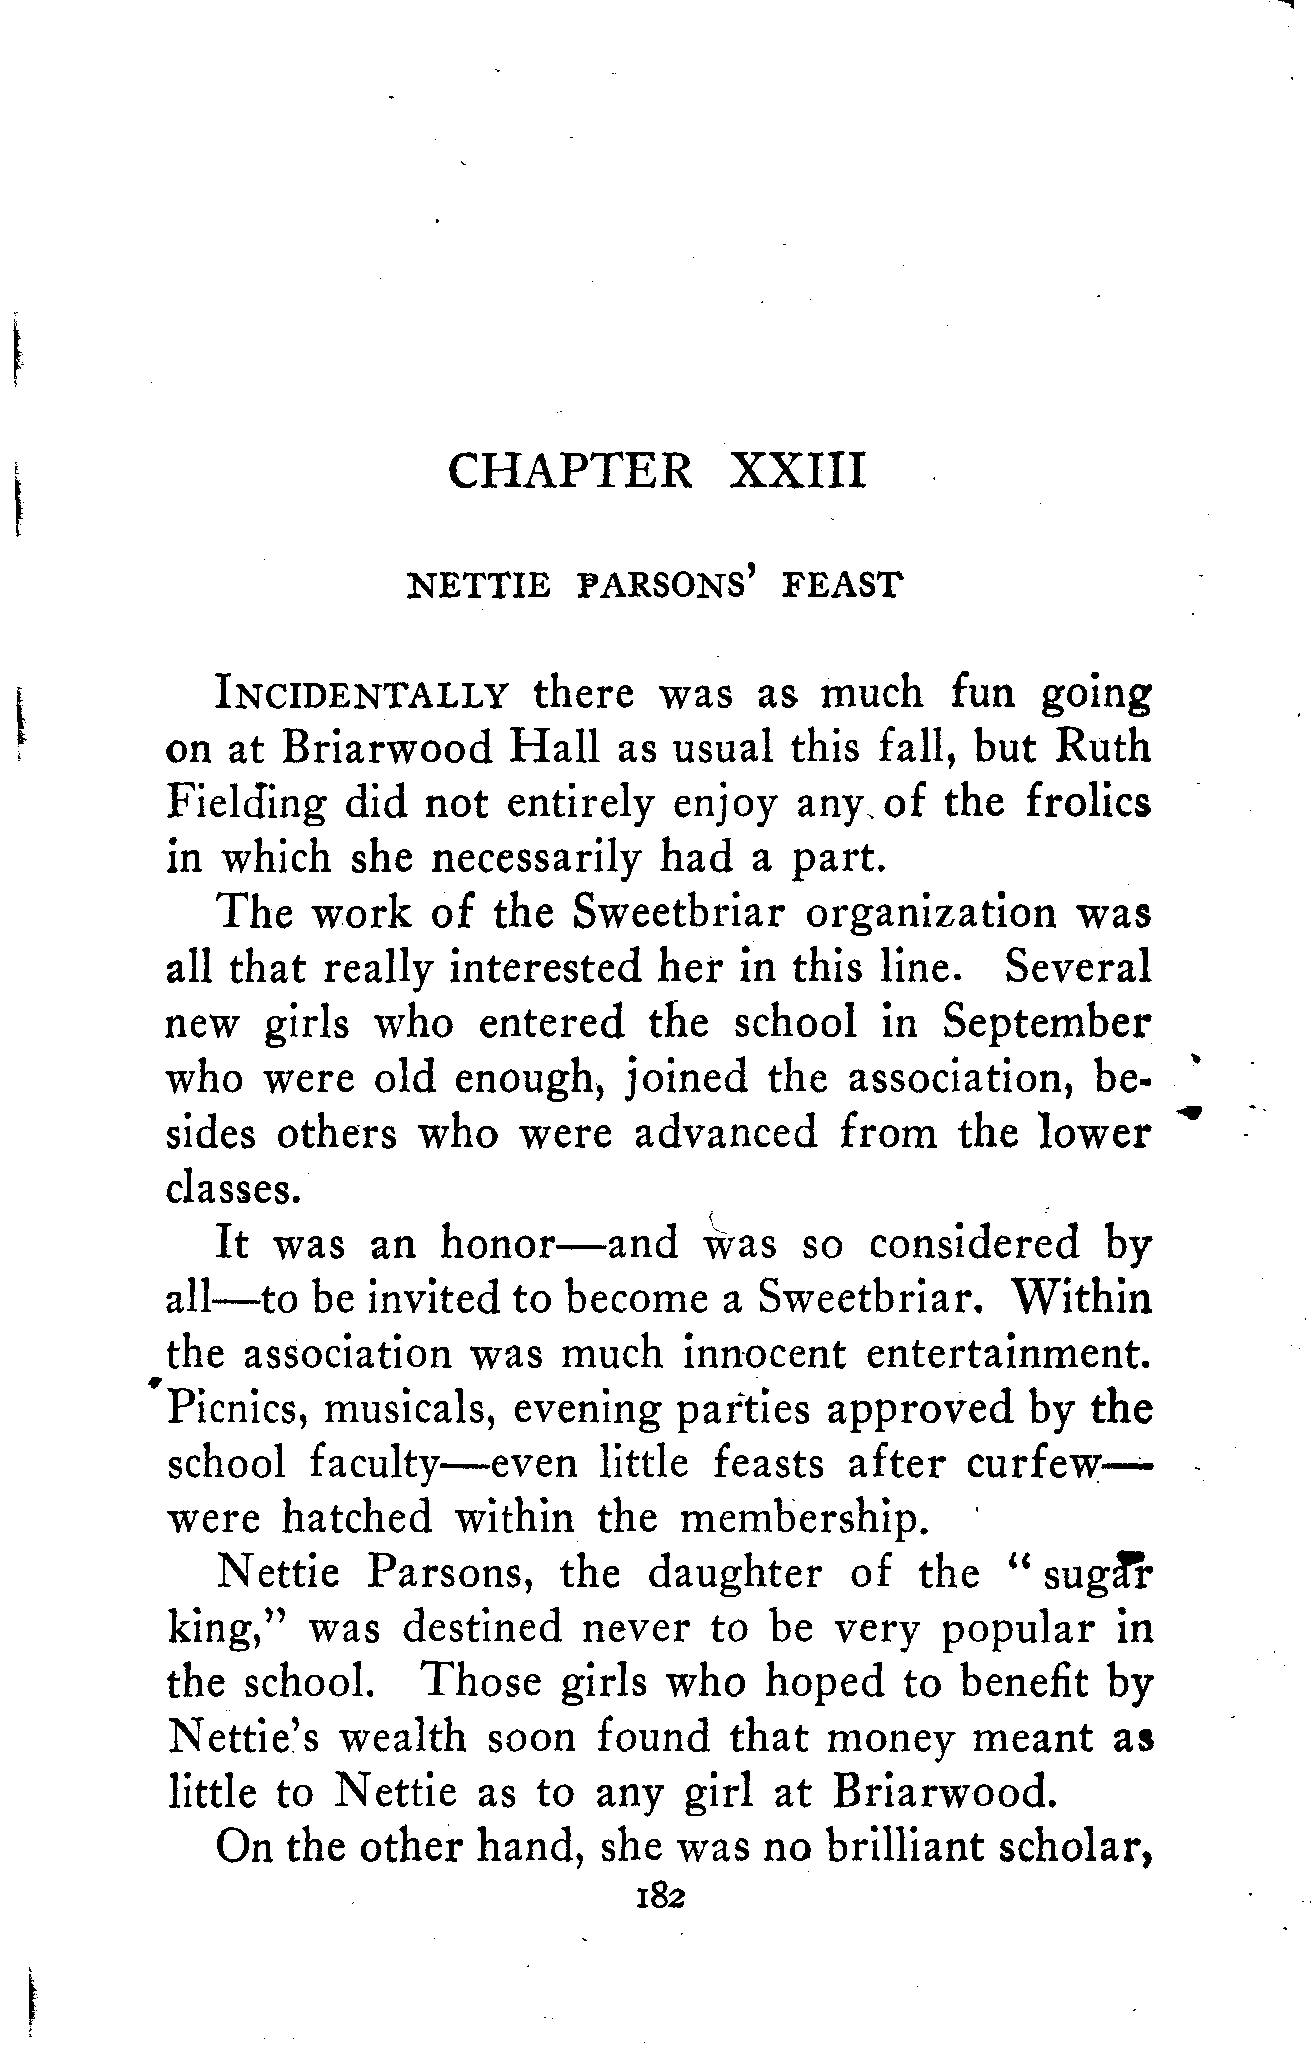 CHAPTER XXIII
NETTIE PARSONS' FEAST
INCIDENTALLY there was as much fun going
on at Briarwood Hall as usual this fall, but Ruth
Fielding did not entirely enjoy any of the frolics
in which she necessarily had a part.
The work of the Sweetbriar organization was
all that really interested her in this line. Several
new girls who entered the school in September
who were old enough, joined the association, be-
sides others who were advanced from the lower
classes.
It was an honor—and was so considered by
all—to be invited to become a Sweetbriar. Within
the association was much innocent entertainment.
Picnics, musicals, evening parties approved by the
school faculty—even little feasts after curfew—
were hatched within the membership.
Nettie Parsons, the daughter of the "sugar
king," was destined never to be very popular in
the school. Those girls who hoped to benefit by
Nettie's wealth soon found that money meant as
little to Nettie as to any girl at Briarwood.
On the other hand, she was no brilliant scholar,
182